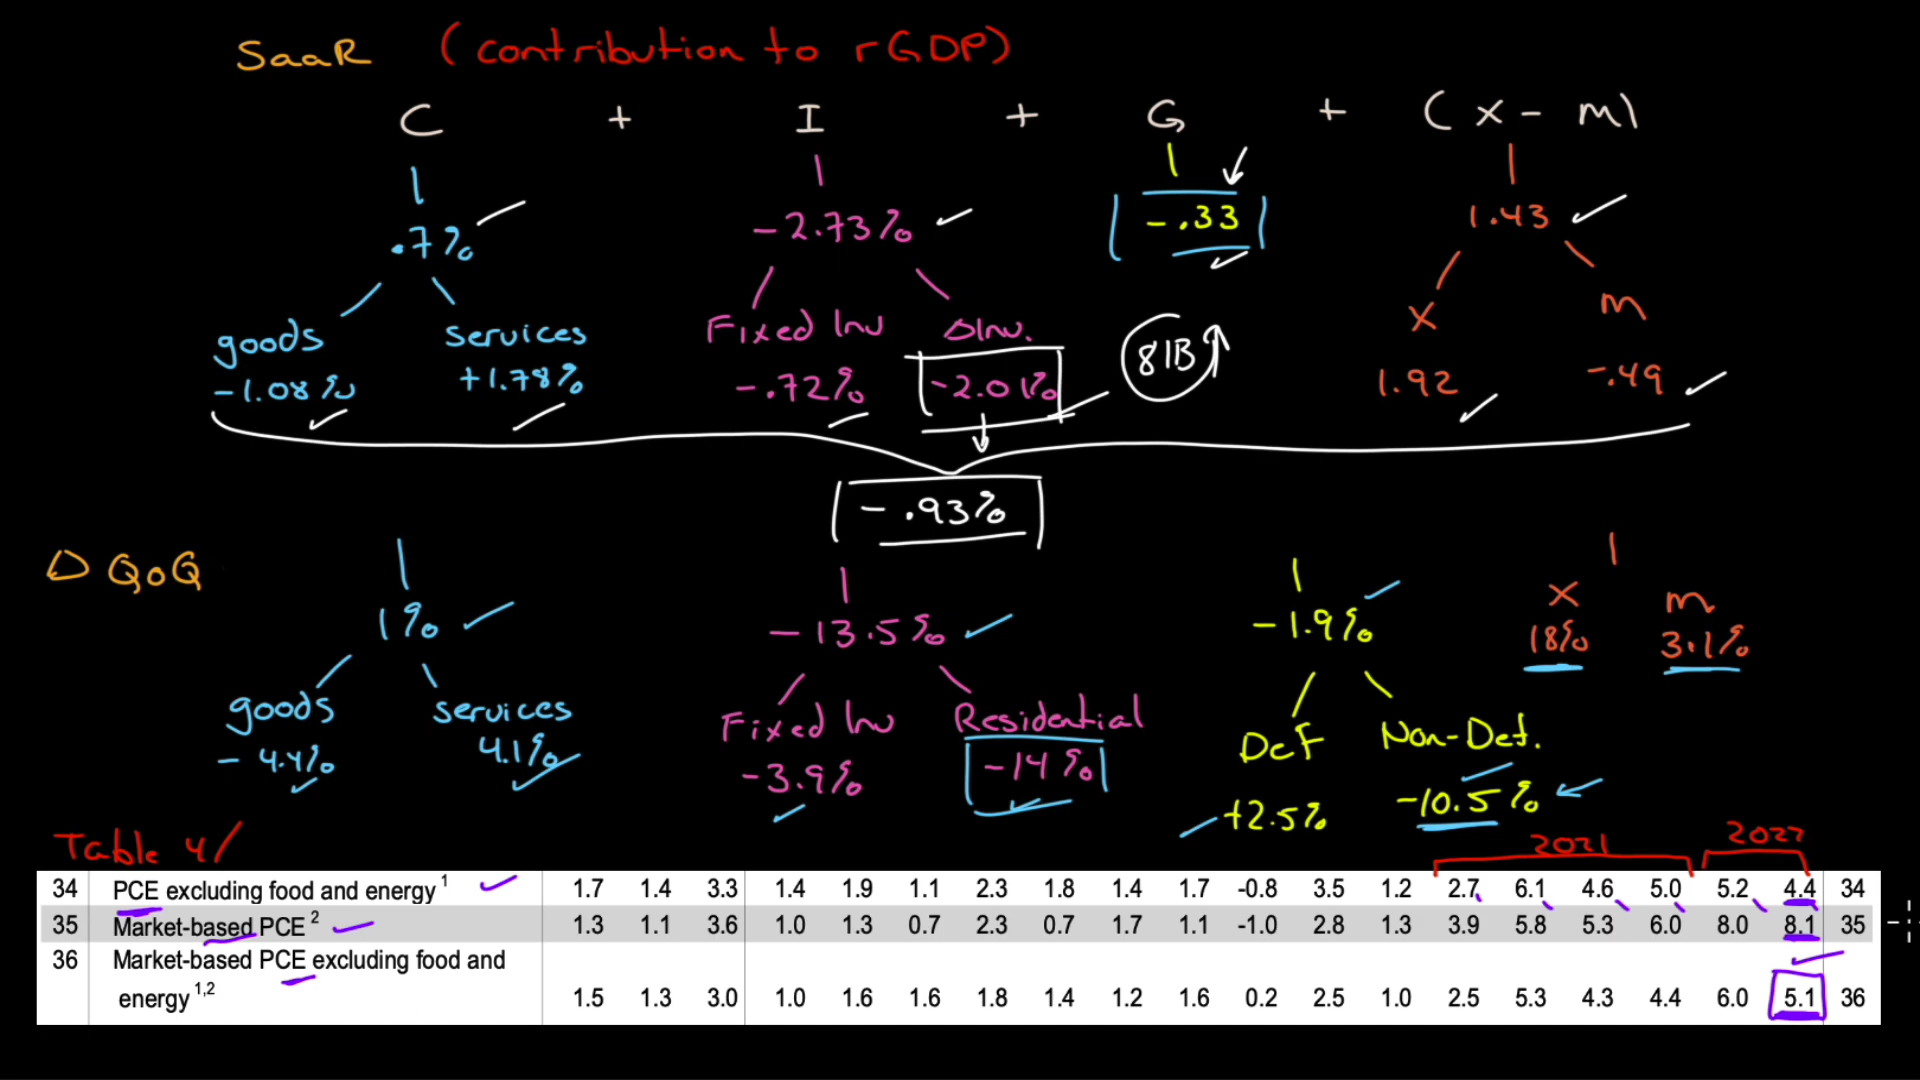 SaaR (contribution to rGDP)
C + I + G + (X - M)
.7% -2.73% -.33 1.43
goods services Fixed Inv ΔInv. 81B↑ X M
-1.08% +1.78% -.72% -2.01% 1.92 -.49
-.93%
Δ QoQ
1% -13.5% -1.9% X M
18% 3.1%
goods services Fixed Inv Residential Def Non-Def.
-4.4% 4.1% -3.9% -14% +2.5% -10.5%
Table 4/ 2021 2022
34 PCE excluding food and energy 1 1.7 1.4 3.3 1.4 1.9 1.1 2.3 1.8 1.4 1.7 -0.8 3.5 1.2 2.7 6.1 4.6 5.0 5.2 4.4 34
35 Market-based PCE 2 1.3 1.1 3.6 1.0 1.3 0.7 2.3 0.7 1.7 1.1 -1.0 2.8 1.3 3.9 5.8 5.3 6.0 8.0 8.1 35
36 Market-based PCE excluding food and
energy 1,2 1.5 1.3 3.0 1.0 1.6 1.6 1.8 1.4 1.2 1.6 0.2 2.5 1.0 2.5 5.3 4.3 4.4 6.0 5.1 36